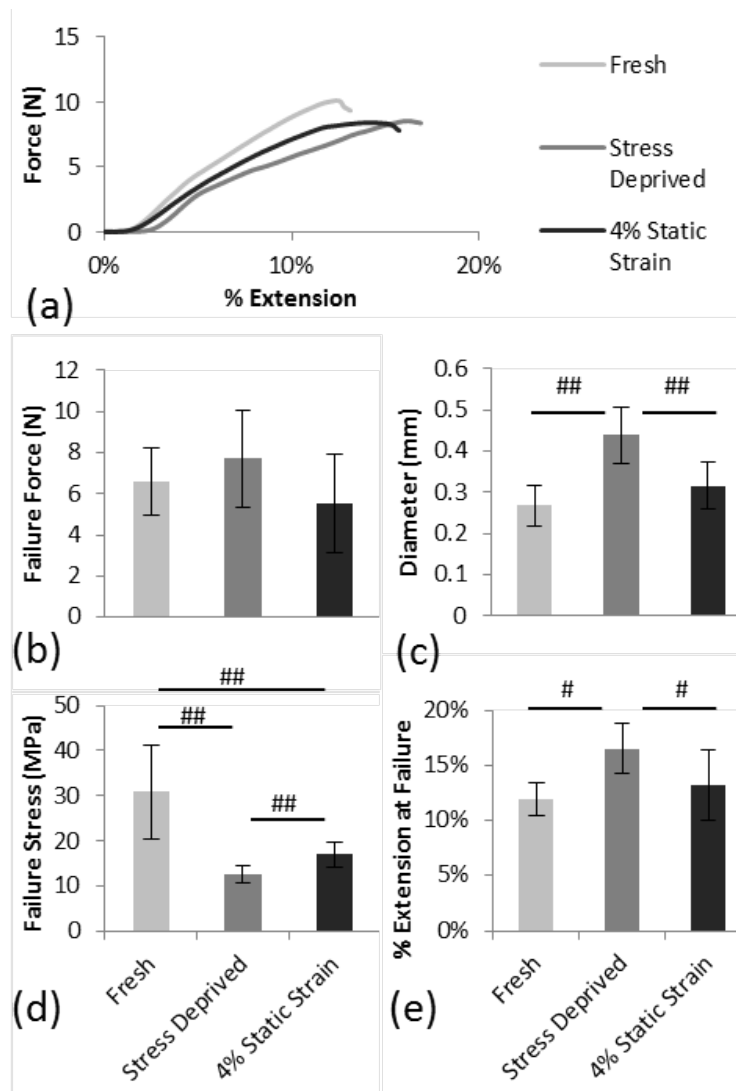 15
10
5
0
Force (N)
0%
10%
20%
% Extension
Fresh
Stress
Deprived
4% Static
Strain
(a)
12
10
8
6
4
2
0
Failure Force (N)
(b)
0.6
0.5
0.4
0.3
0.2
0.1
0
Diameter (mm)
##
##
(c)
50
40
30
20
10
0
Failure Stress (MPa)
##
##
##
Fresh
Stress Deprived
4% Static Strain
(d)
20%
15%
10%
5%
0%
% Extension at Failure
#
#
Fresh
Stress Deprived
4% Static Strain
(e)